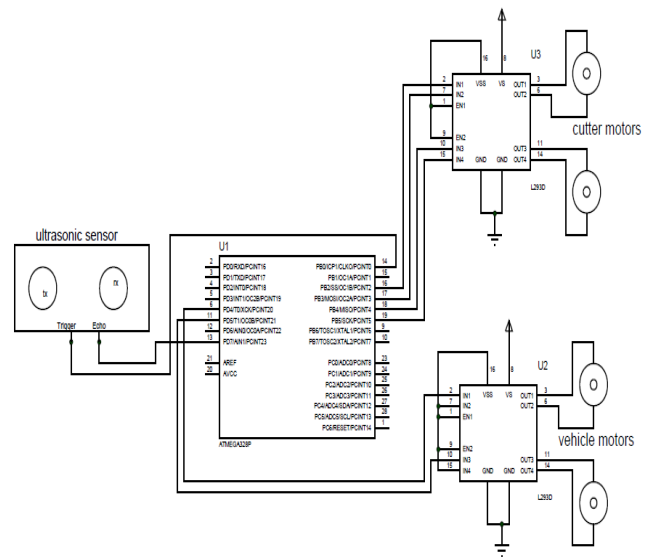 U3
16
8
VSS
VS
2 IN1
7 IN2
1 EN1
9 EN2
10 IN3
15 IN4
OUT1 3
OUT2 6
OUT3 11
OUT4 14
GND
GND
L293D
cutter motors
ultrasonic sensor
tx
rx
Trigger
Echo
U1
2 PD0/RXD/PCINT16
3 PD1/TXD/PCINT17
4 PD2/INT0/PCINT18
5 PD3/INT1/OC2B/PCINT19
6 PD4/T0/XCK/PCINT20
11 PD5/T1/OC0B/PCINT21
12 PD6/AIN0/OC0A/PCINT22
13 PD7/AIN1/PCINT23
21 AREF
20 AVCC
PB0/ICP1/CLKO/PCINT0 14
PB1/OC1A/PCINT1 15
PB2/SS/OC1B/PCINT2 16
PB3/MOSI/OC2A/PCINT3 17
PB4/MISO/PCINT4 18
PB5/SCK/PCINT5 19
PB6/TOSC1/XTAL1/PCINT6 9
PB7/TOSC2/XTAL2/PCINT7 10
PC0/ADC0/PCINT8 23
PC1/ADC1/PCINT9 24
PC2/ADC2/PCINT10 25
PC3/ADC3/PCINT11 26
PC4/ADC4/SDA/PCINT12 27
PC5/ADC5/SCL/PCINT13 28
PC6/RESET/PCINT14 1
ATMEGA328P
U2
16
8
VSS
VS
2 IN1
7 IN2
1 EN1
9 EN2
10 IN3
15 IN4
OUT1 3
OUT2 6
OUT3 11
OUT4 14
GND
GND
L293D
vehicle motors